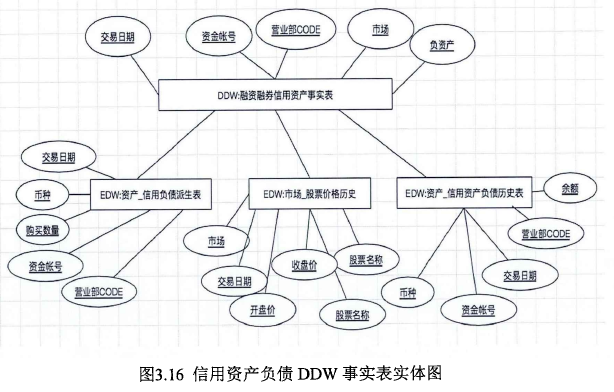 交易日期
资金帐号
营业部CODE
市场
负资产
DDW:融资融券信用资产事实表
交易日期
币种
购买数量
资金帐号
营业部CODE
EDW:资产_信用负债派生表
EDW:市场_股票价格历史
EDW:资产_信用资产负债历史表
市场
交易日期
开盘价
收盘价
股票名称
股票名称
余额
营业部CODE
交易日期
资金帐号
币种
图3.16 信用资产负债 DDW 事实表实体图